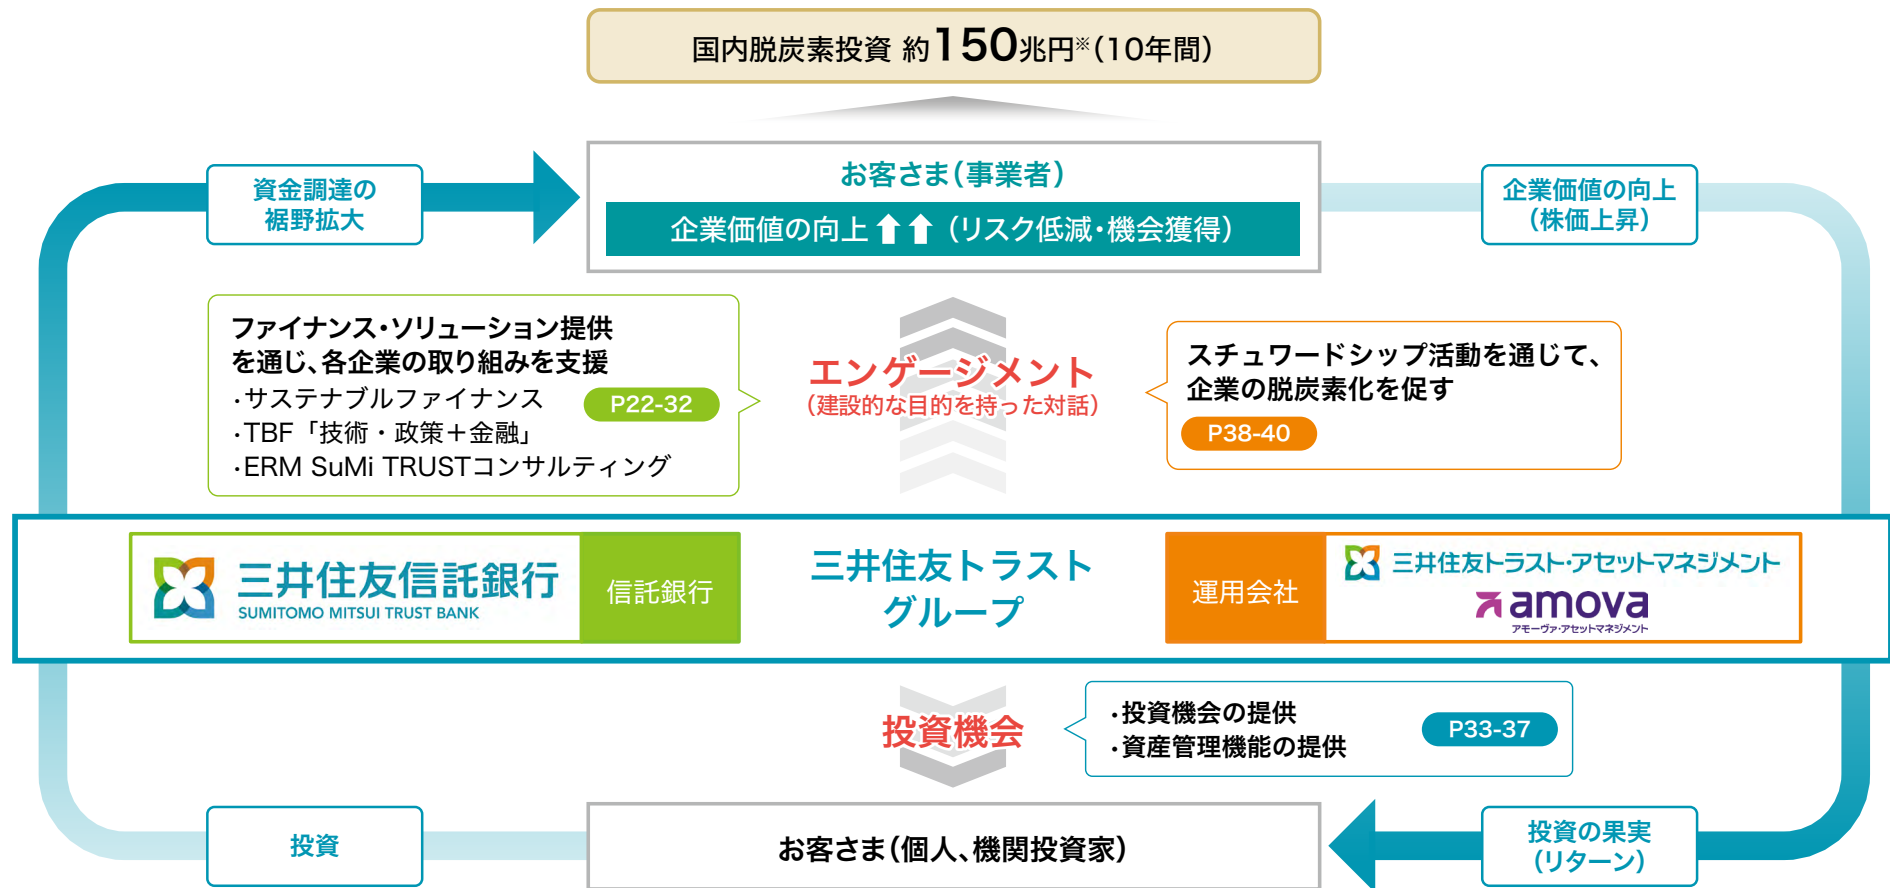 国内脱炭素投資 約150兆円※(10年間)
資金調達の
裾野拡大
お客さま(事業者)
企業価値の向上⬆⬆(リスク低減・機会獲得)
企業価値の向上
(株価上昇)
ファイナンス・ソリューション提供
を通じ、各企業の取り組みを支援
・サステナブルファイナンス
P22-32
・TBF「技術・政策＋金融」
・ERM SuMi TRUSTコンサルティング
エンゲージメント
(建設的な目的を持った対話)
スチュワードシップ活動を通じて、
企業の脱炭素化を促す
P38-40
三井住友信託銀行
SUMITOMO MITSUI TRUST BANK
信託銀行
三井住友トラスト
グループ
運用会社
三井住友トラスト・アセットマネジメント
amova
アモーヴァ・アセットマネジメント
投資機会
・投資機会の提供
・資産管理機能の提供
P33-37
投資
お客さま(個人、機関投資家)
投資の果実
(リターン)